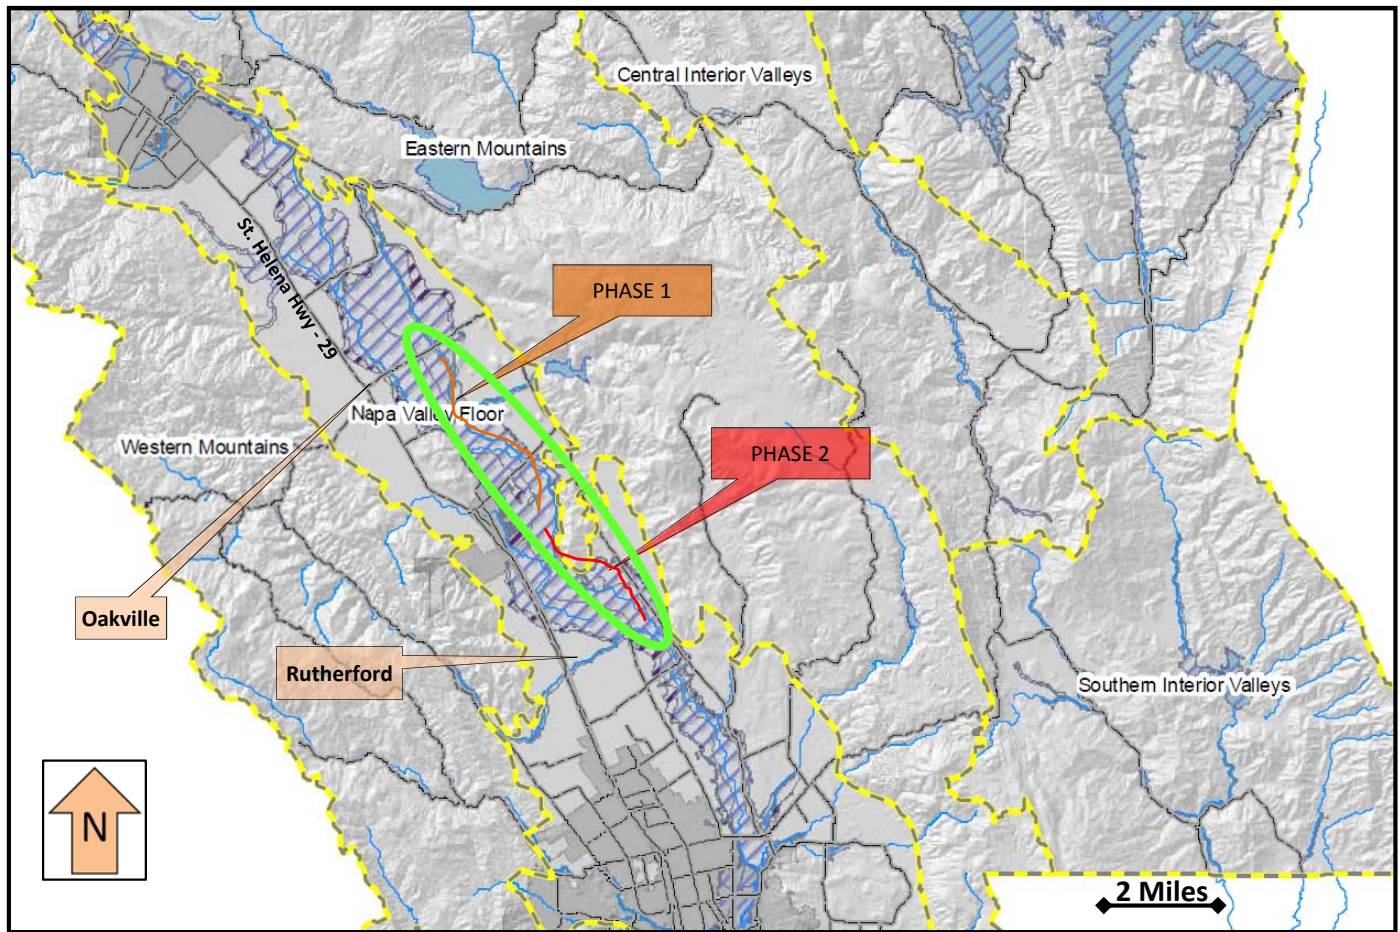 Central Interior Valleys
Eastern Mountains
St. Helena Hwy - 29
PHASE 1
Napa Valley Floor
Western Mountains
PHASE 2
Oakville
Rutherford
Southern Interior Valleys
N
2 Miles